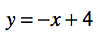 y = −x + 4